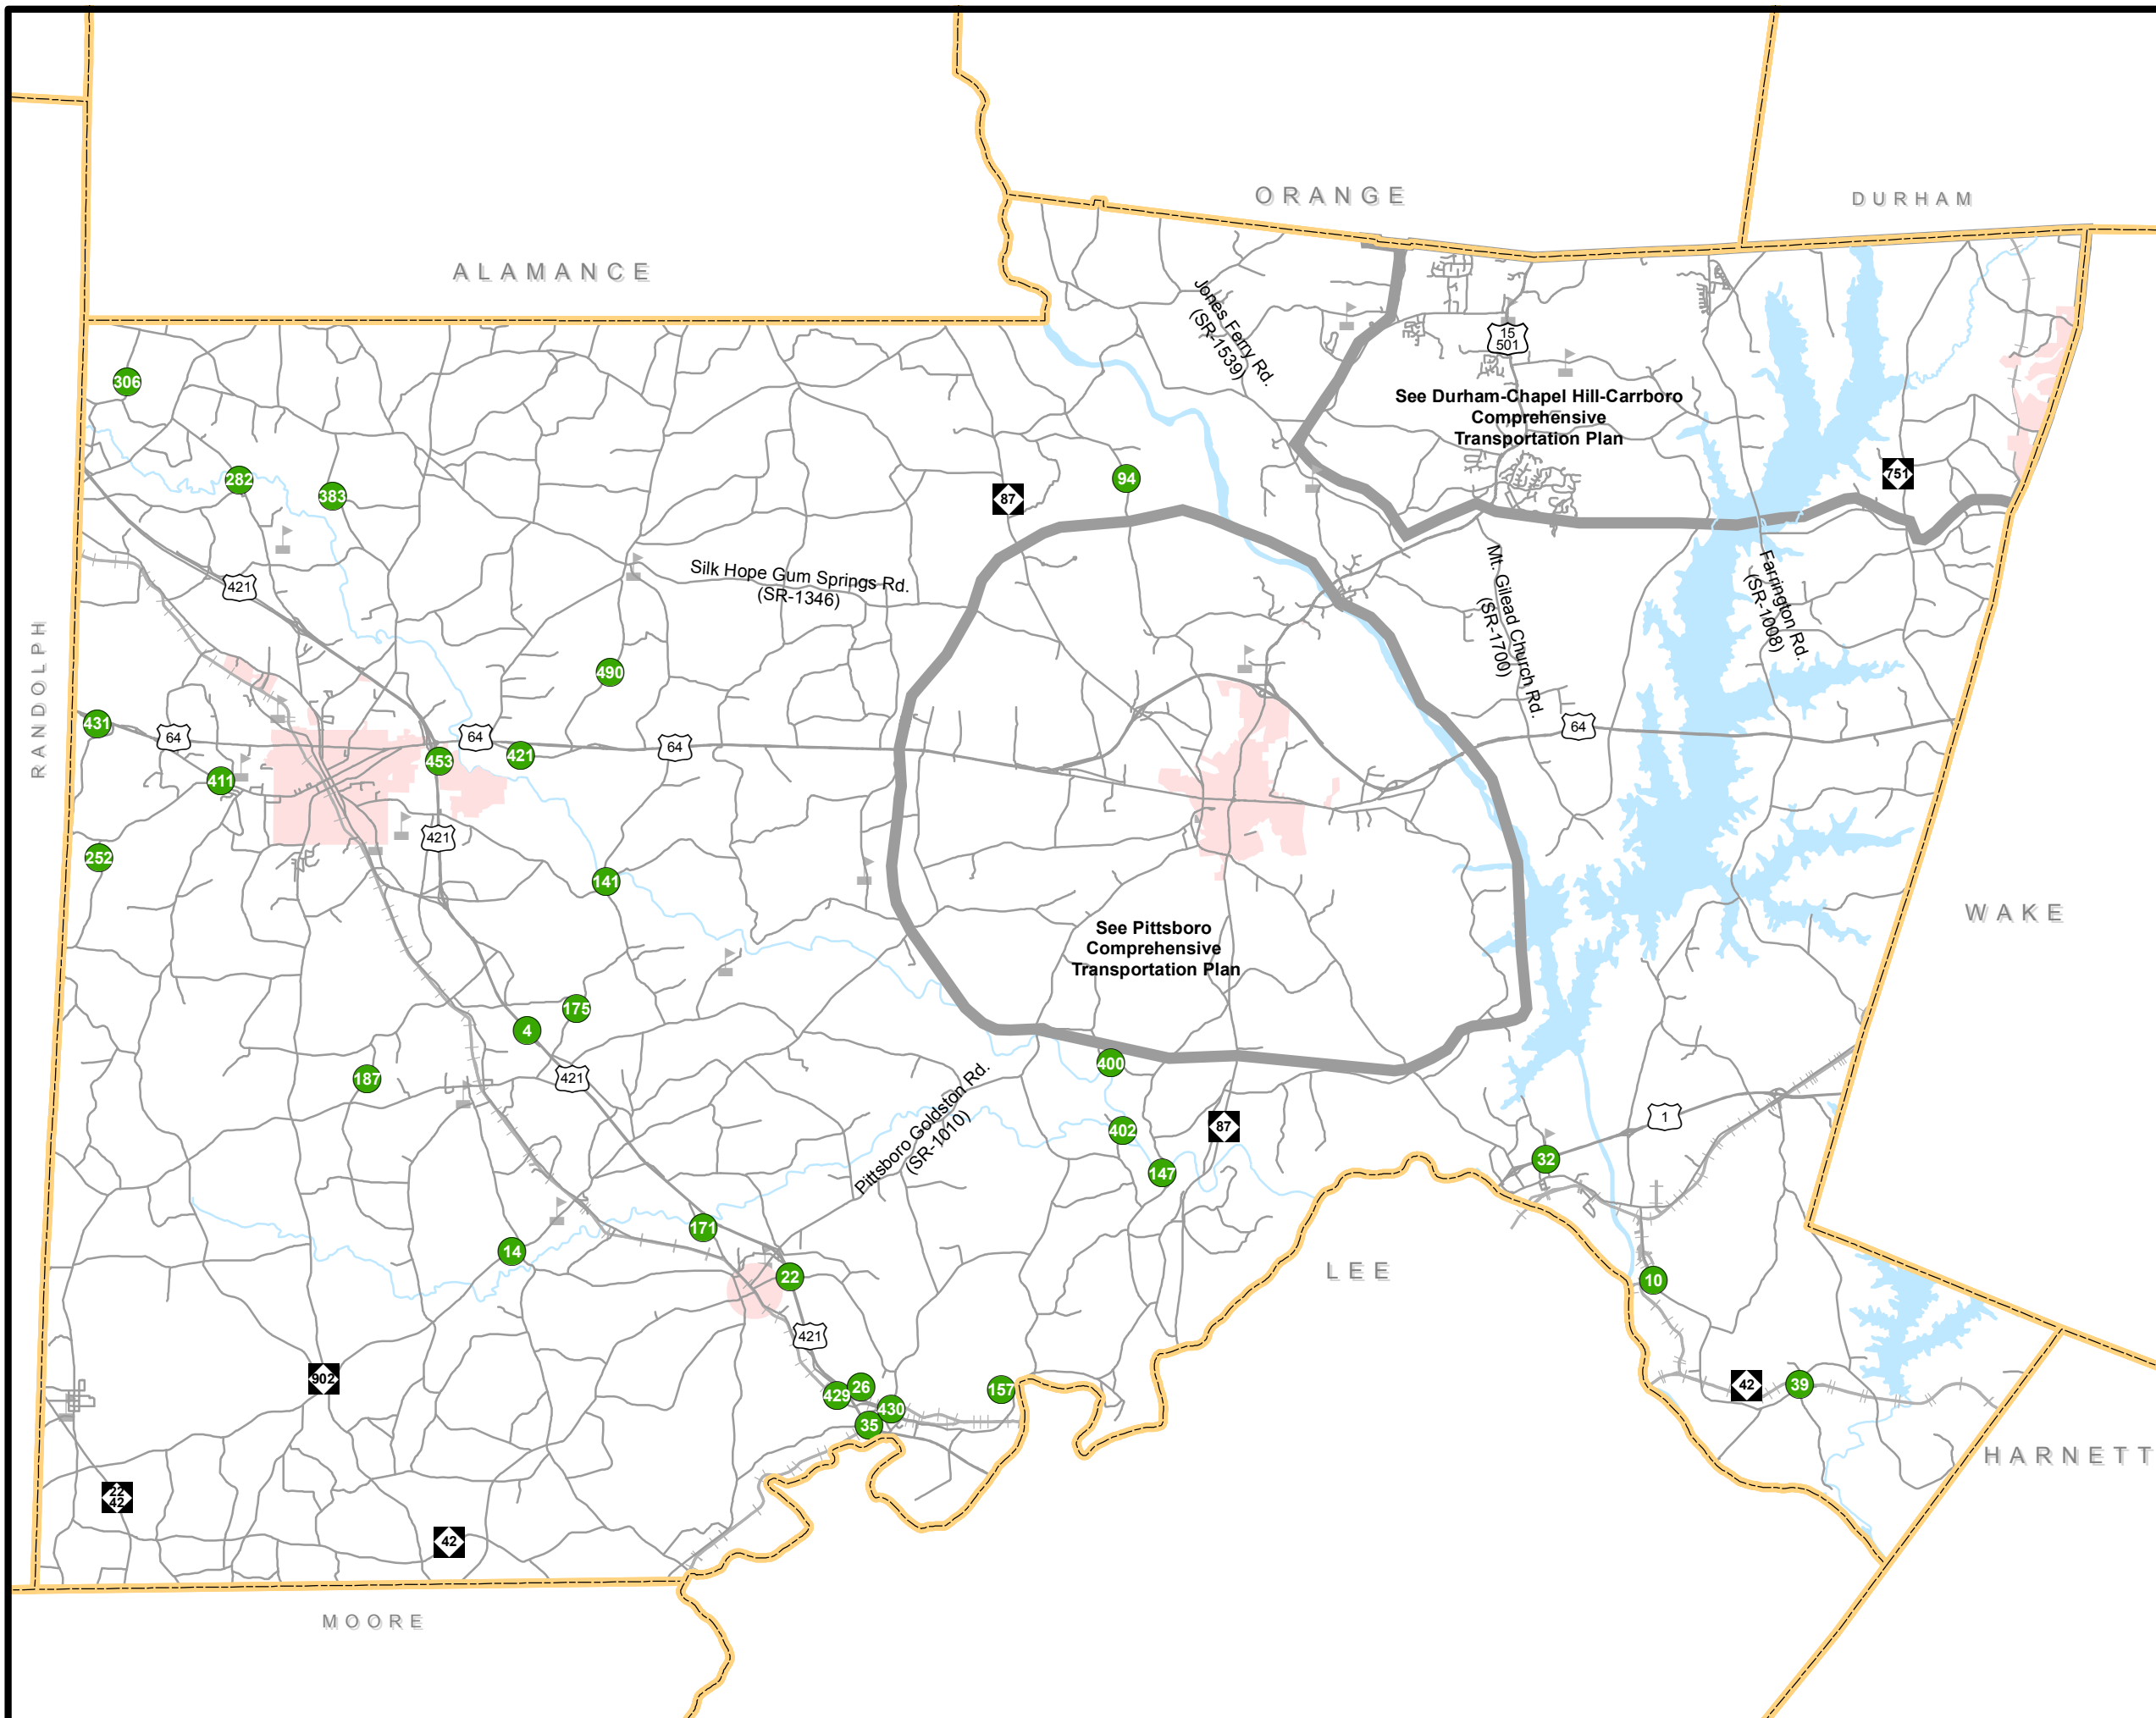 ORANGE
DURHAM
ALAMANCE
Jones Ferry Rd.
(SR-1539)
15
501
306
See Durham-Chapel Hill-Carrboro
Comprehensive
Transportation Plan
282
383
94
87
751
421
Silk Hope Gum Springs Rd.
(SR-1346)
Mt. Gilead Church Rd.
(SR-1700)
Farrington Rd.
(SR-1008)
RANDOLPH
490
431
64
64
421
64
64
453
411
421
252
141
WAKE
See Pittsboro
Comprehensive
Transportation Plan
175
4
187
421
400
Pittsboro Goldston Rd.
(SR-1010)
402
87
1
147
32
171
14
22
LEE
10
421
902
429
26
157
42
39
430
35
HARNETT
22
42
42
MOORE